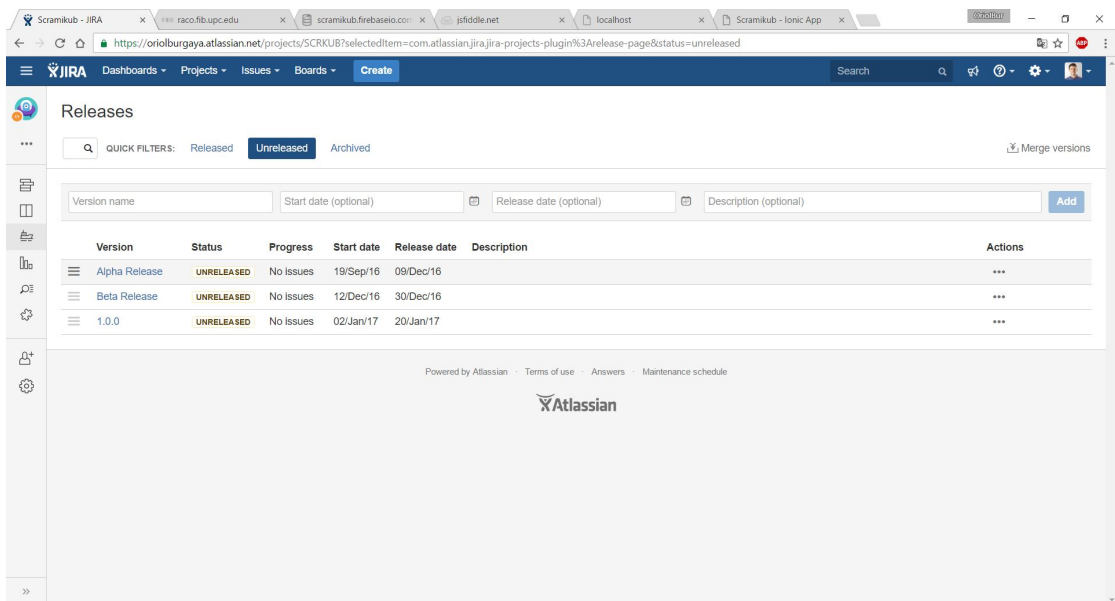 Scramikub - JIRA raco.fib.upc.edu scramikub.firebaseio.com jsfiddle.net localhost Scramikub - Ionic App
https://oriolburgaya.atlassian.net/projects/SCRKUB?selectedItem=com.atlassian.jira.jira-projects-plugin%3Arelease-page&status=unreleased ABP
JIRA Dashboards Projects Issues Boards Create Search
Releases
QUICK FILTERS: Released Unreleased Archived Merge versions
Version name Start date (optional) Release date (optional) Description (optional) Add
Version Status Progress Start date Release date Description Actions
Alpha Release UNRELEASED No issues 19/Sep/16 09/Dec/16
Beta Release UNRELEASED No issues 12/Dec/16 30/Dec/16
1.0.0 UNRELEASED No issues 02/Jan/17 20/Jan/17
Powered by Atlassian · Terms of use · Answers · Maintenance schedule
Atlassian